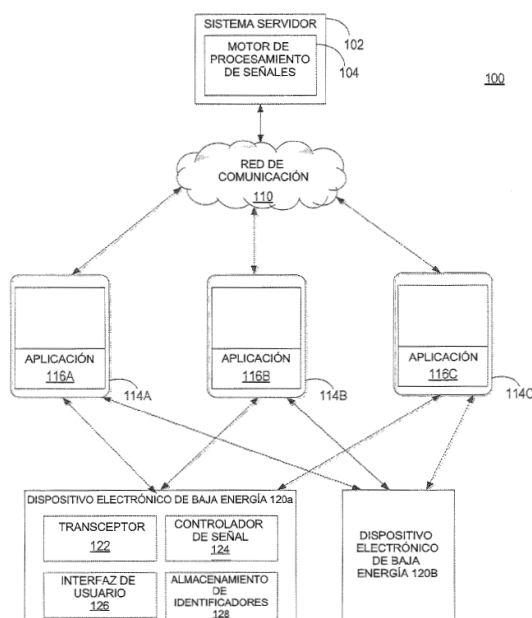 SISTEMA SERVIDOR
102
MOTOR DE
PROCESAMIENTO
DE SEÑALES
104
100
RED DE
COMUNICACIÓN
110
APLICACIÓN
116A
114A
APLICACIÓN
116B
114B
APLICACIÓN
116C
114C
DISPOSITIVO ELECTRÓNICO DE BAJA ENERGÍA 120a
TRANSCEPTOR
122
CONTROLADOR
DE SEÑAL
124
INTERFAZ DE
USUARIO
126
ALMACENAMIENTO
DE
IDENTIFICADORES
128
DISPOSITIVO
ELECTRÓNICO
DE BAJA
ENERGÍA 120B